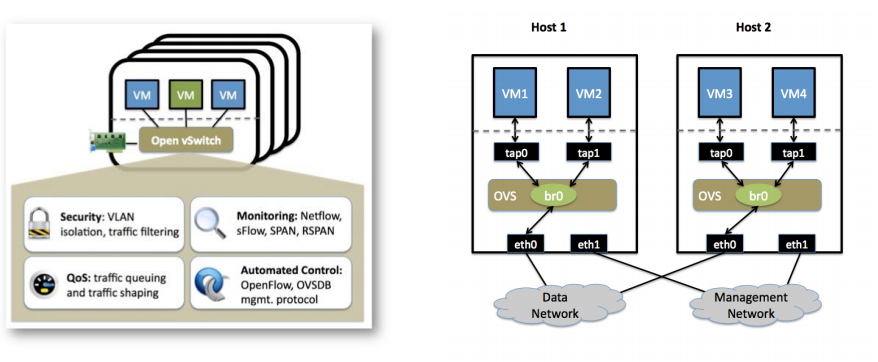 VM
VM
VM
Open vSwitch
Security: VLAN
isolation, traffic filtering
Monitoring: Netflow,
sFlow, SPAN, RSPAN
QoS: traffic queuing
and traffic shaping
Automated Control:
OpenFlow, OVSDB
mgmt. protocol
Host 1
VM1
VM2
tap0
tap1
OVS
br0
eth0
eth1
Host 2
VM3
VM4
tap0
tap1
OVS
br0
eth0
eth1
Data
Network
Management
Network